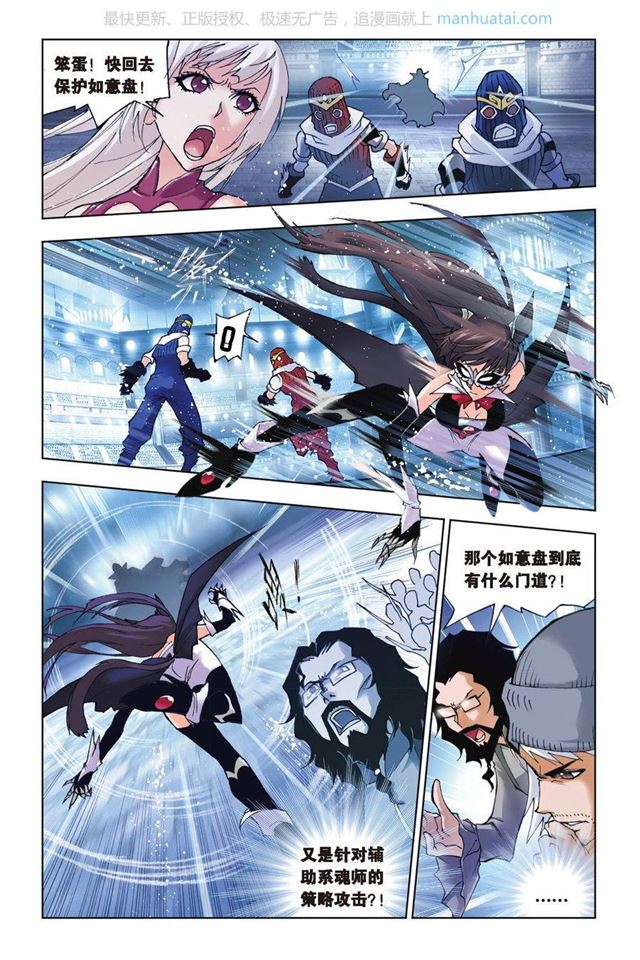 最快更新、正版授权、极速无广告，追漫画就上 manhuatai.com
笨蛋！快回去
保护如意盘！
！
那个如意盘到底
有什么门道？！
又是针对辅
助系魂师的
策略攻击？！
……